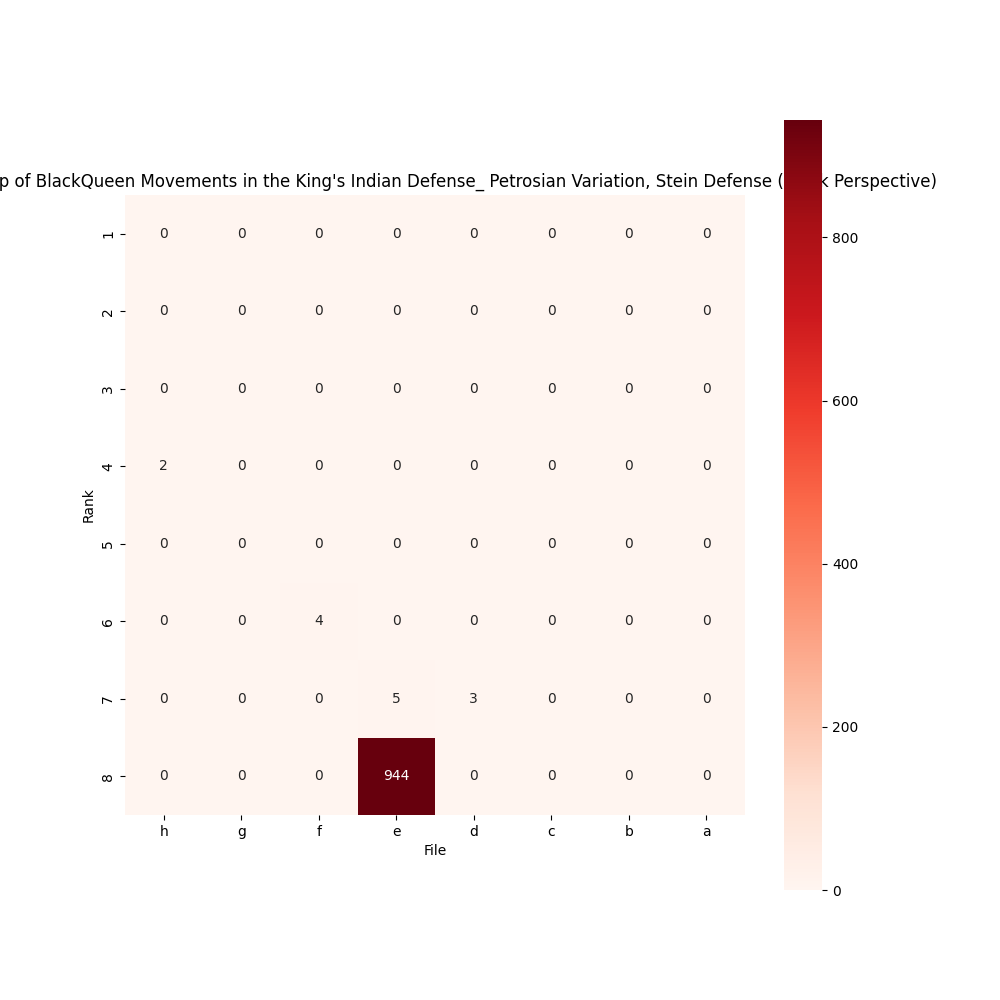 p of BlackQueen Movements in the King's Indian Defense_ Petrosian Variation, Stein Defense ( k Perspective)
1 0 0 0 0 0 0 0 0
2 0 0 0 0 0 0 0 0
3 0 0 0 0 0 0 0 0
4 2 0 0 0 0 0 0 0
5 0 0 0 0 0 0 0 0
6 0 0 4 0 0 0 0 0
7 0 0 0 5 3 0 0 0
8 0 0 0 944 0 0 0 0
h g f e d c b a
File
Rank
800
600
400
200
0